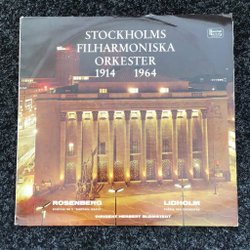 STOCKHOLMS
FILHARMONISKA
ORKESTER
1914 1964
ROSENBERG
LIDHOLM
DIRIGENT HERBERT BLOMSTEDT